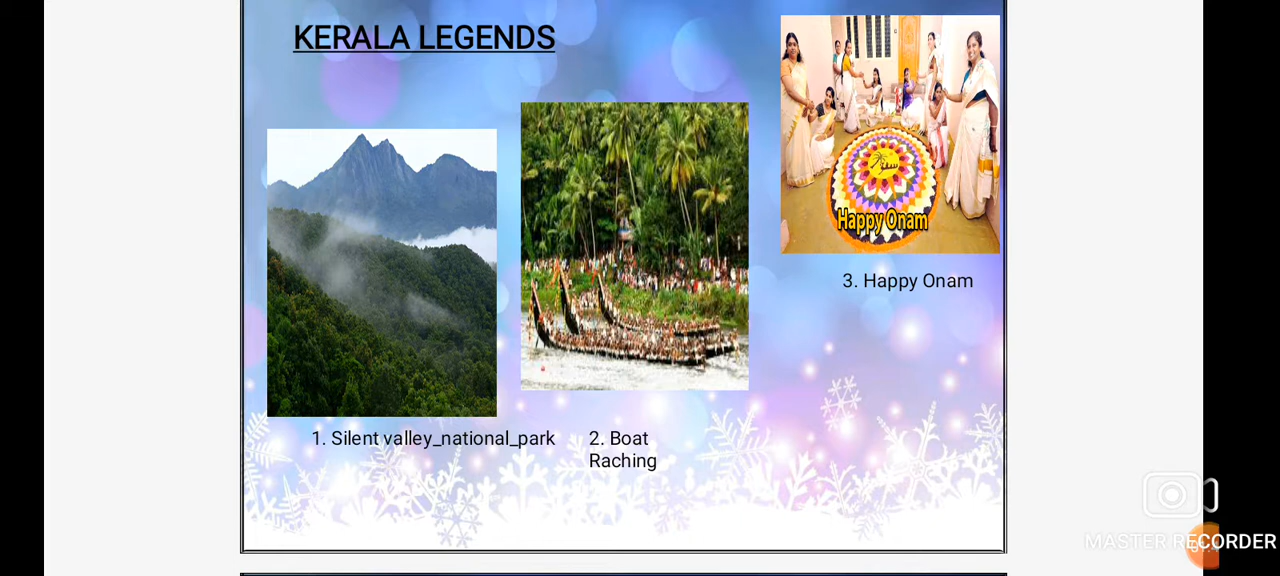 KERALA LEGENDS
Happy Onam
3. Happy Onam
1. Silent valley_national_park
2. Boat
Raching
MASTER RECORDER